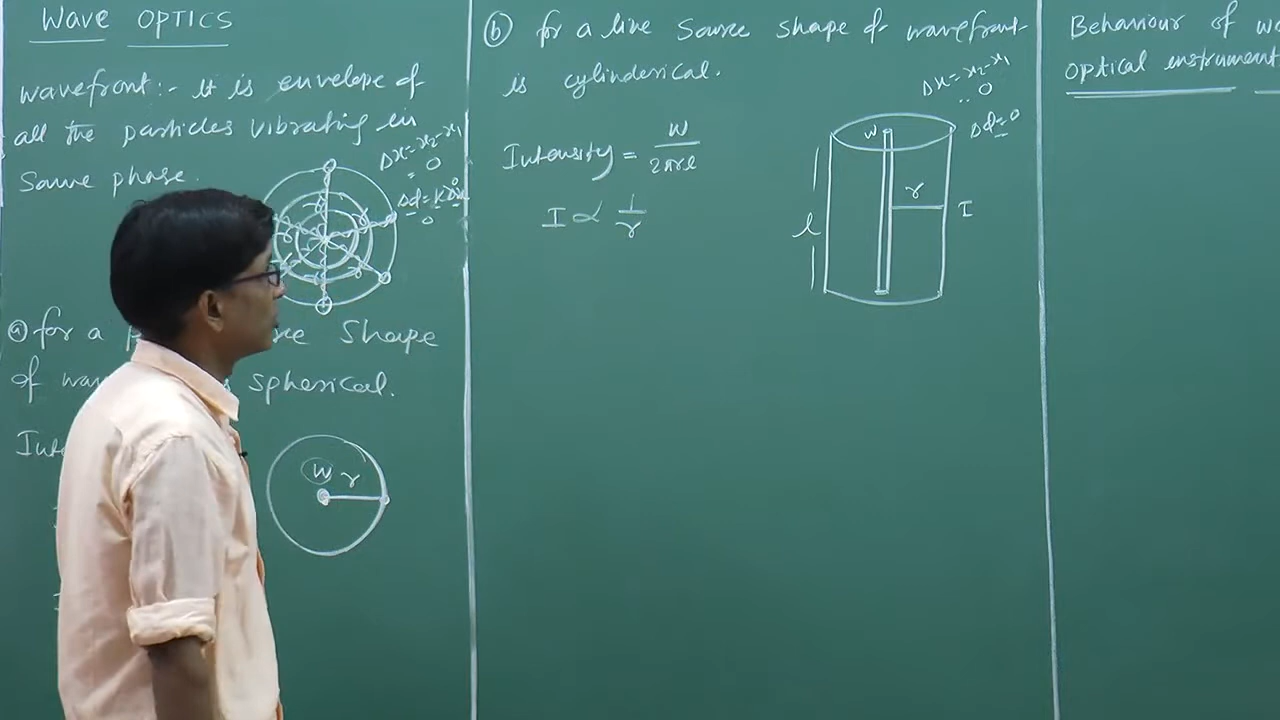 Wave OPTICS
wavefront:- it is envelope of
all the particles vibrating in
Same phase.
Δx = x₂-x₁
= 0
Δϕ = kΔx
0
r
@ for a
Shape
of
spherical.
W r
ⓑ for a line Source Shape of wavefront
is cylinderical.
Intensity = W/2πrl
I ∝ 1/r
Δx = x₂-x₁
0
Δϕ = 0
W
r
I
l
Behaviour of
optical instrument